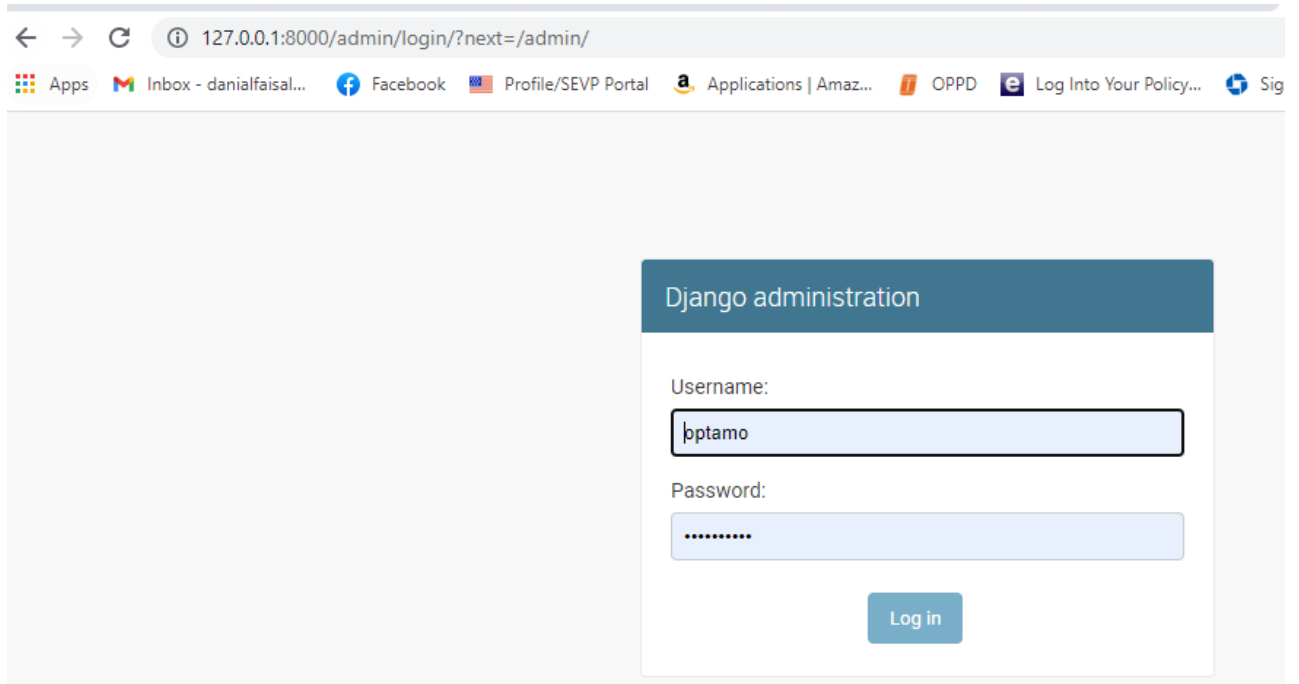 127.0.0.1:8000/admin/login/?next=/admin/
Apps Inbox - danialfaisal... Facebook Profile/SEVP Portal Applications | Amaz... OPPD Log Into Your Policy... Sig
Django administration
Username:
optamo
Password:
••••••••••
Log in